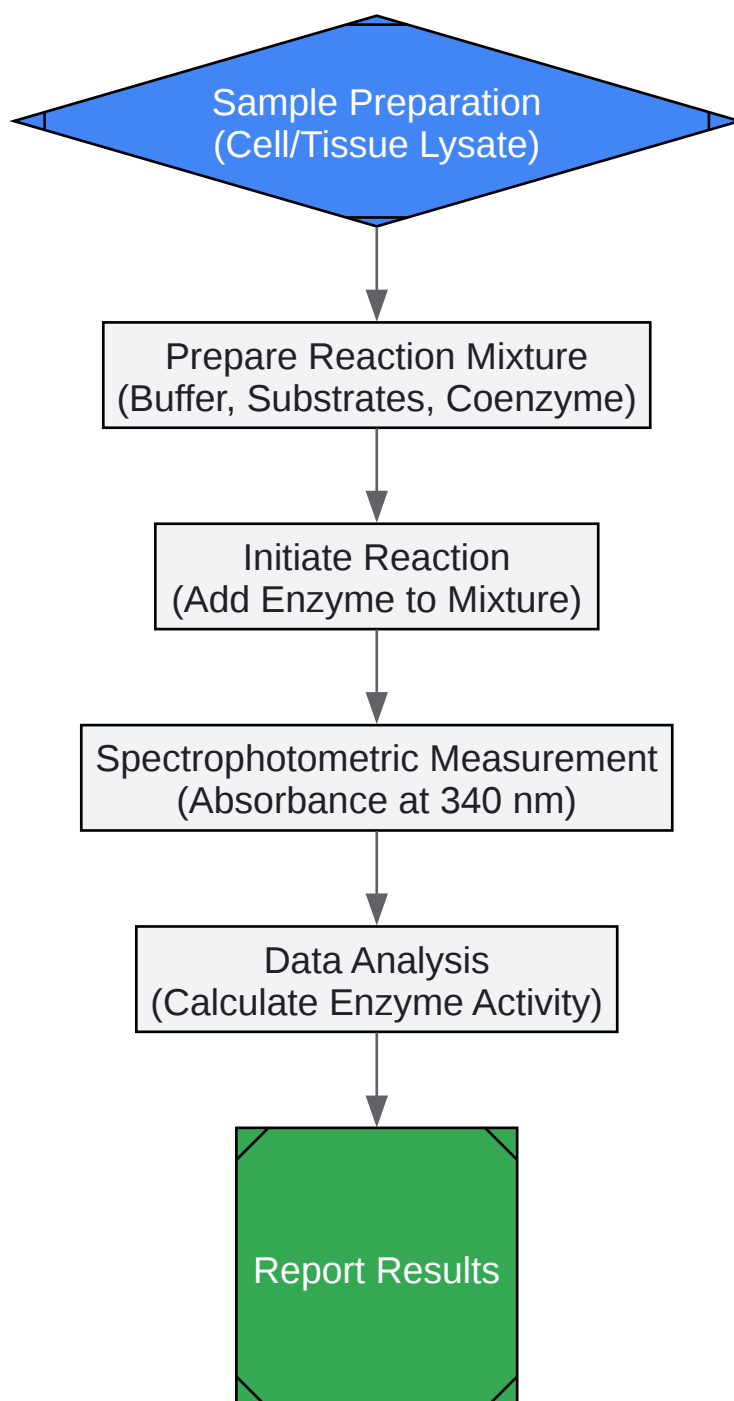 Sample Preparation
(Cell/Tissue Lysate)
Prepare Reaction Mixture
(Buffer, Substrates, Coenzyme)
Initiate Reaction
(Add Enzyme to Mixture)
Spectrophotometric Measurement
(Absorbance at 340 nm)
Data Analysis
(Calculate Enzyme Activity)
Report Results